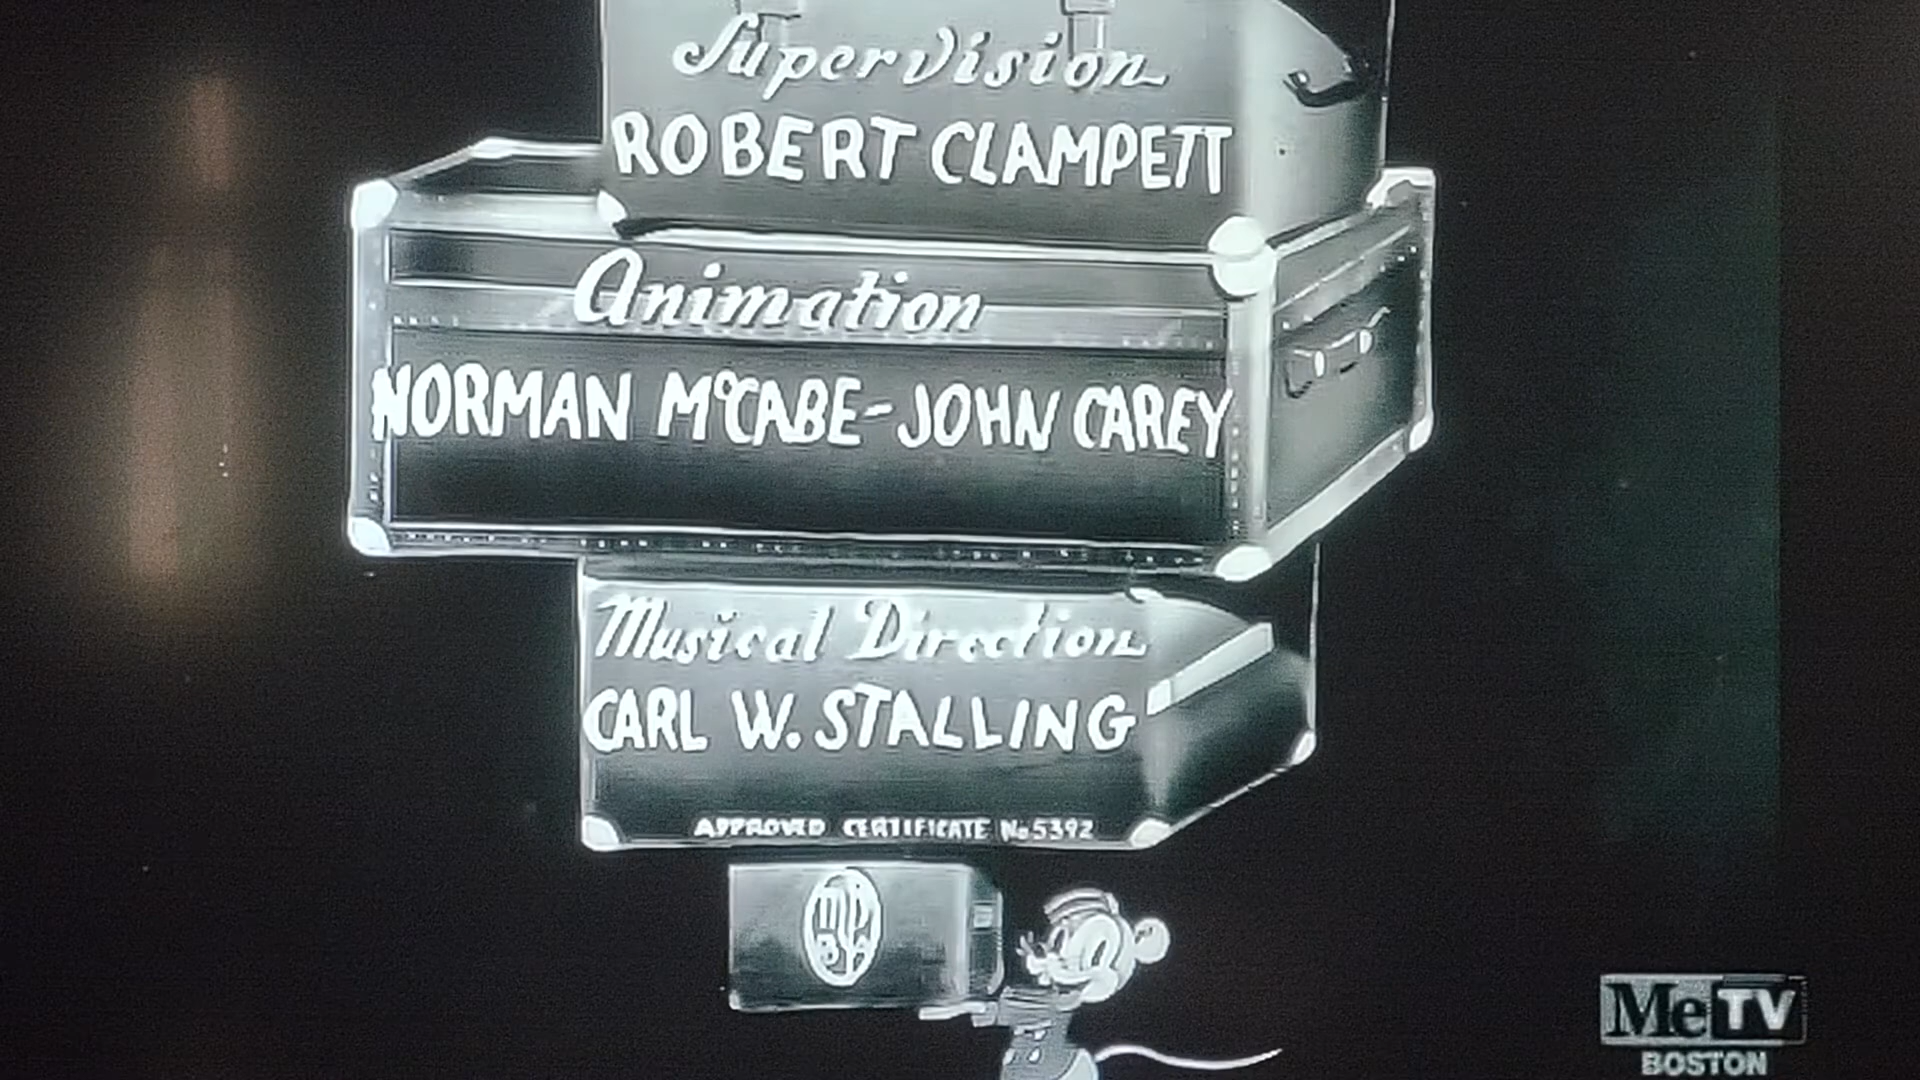 Supervision
ROBERT CLAMPETT
Animation
NORMAN McCABE-JOHN CAREY
Musical Direction
CARL W. STALLING
APPROVED CERTIFICATE No 5392
MeTV
BOSTON